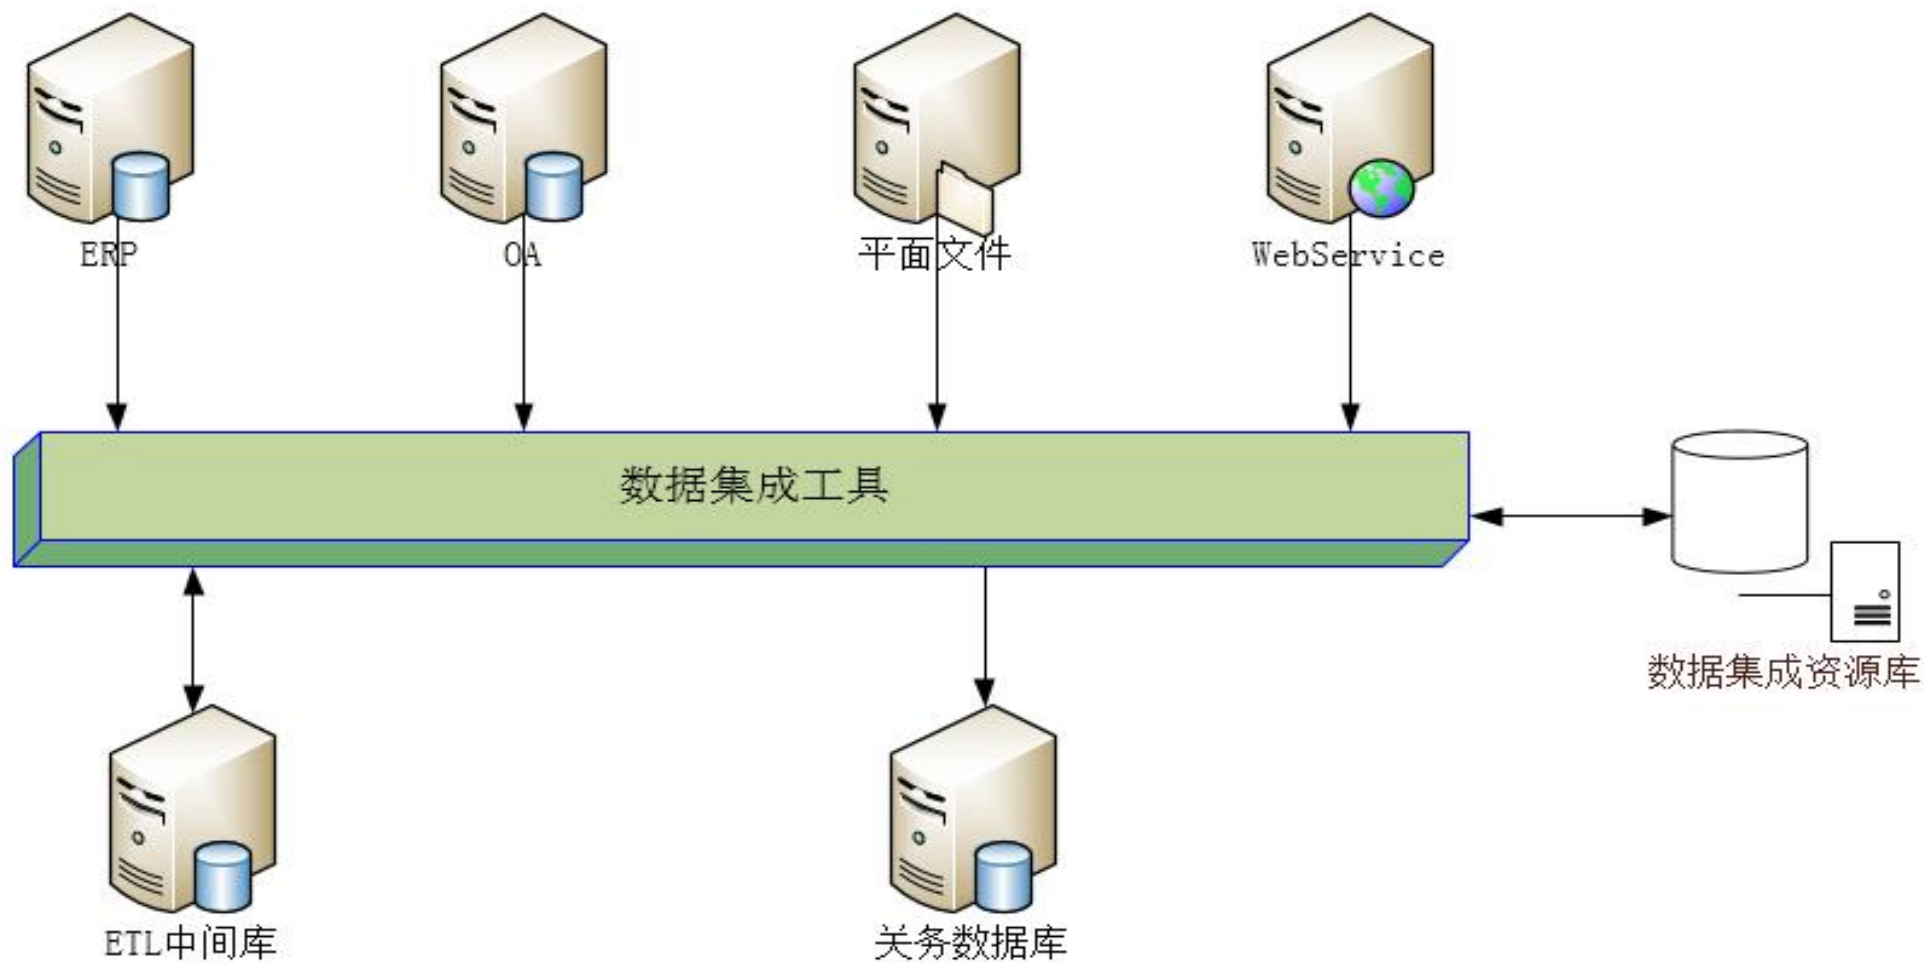 ERP
OA
平面文件
WebService
数据集成工具
数据集成资源库
ETL中间库
关务数据库